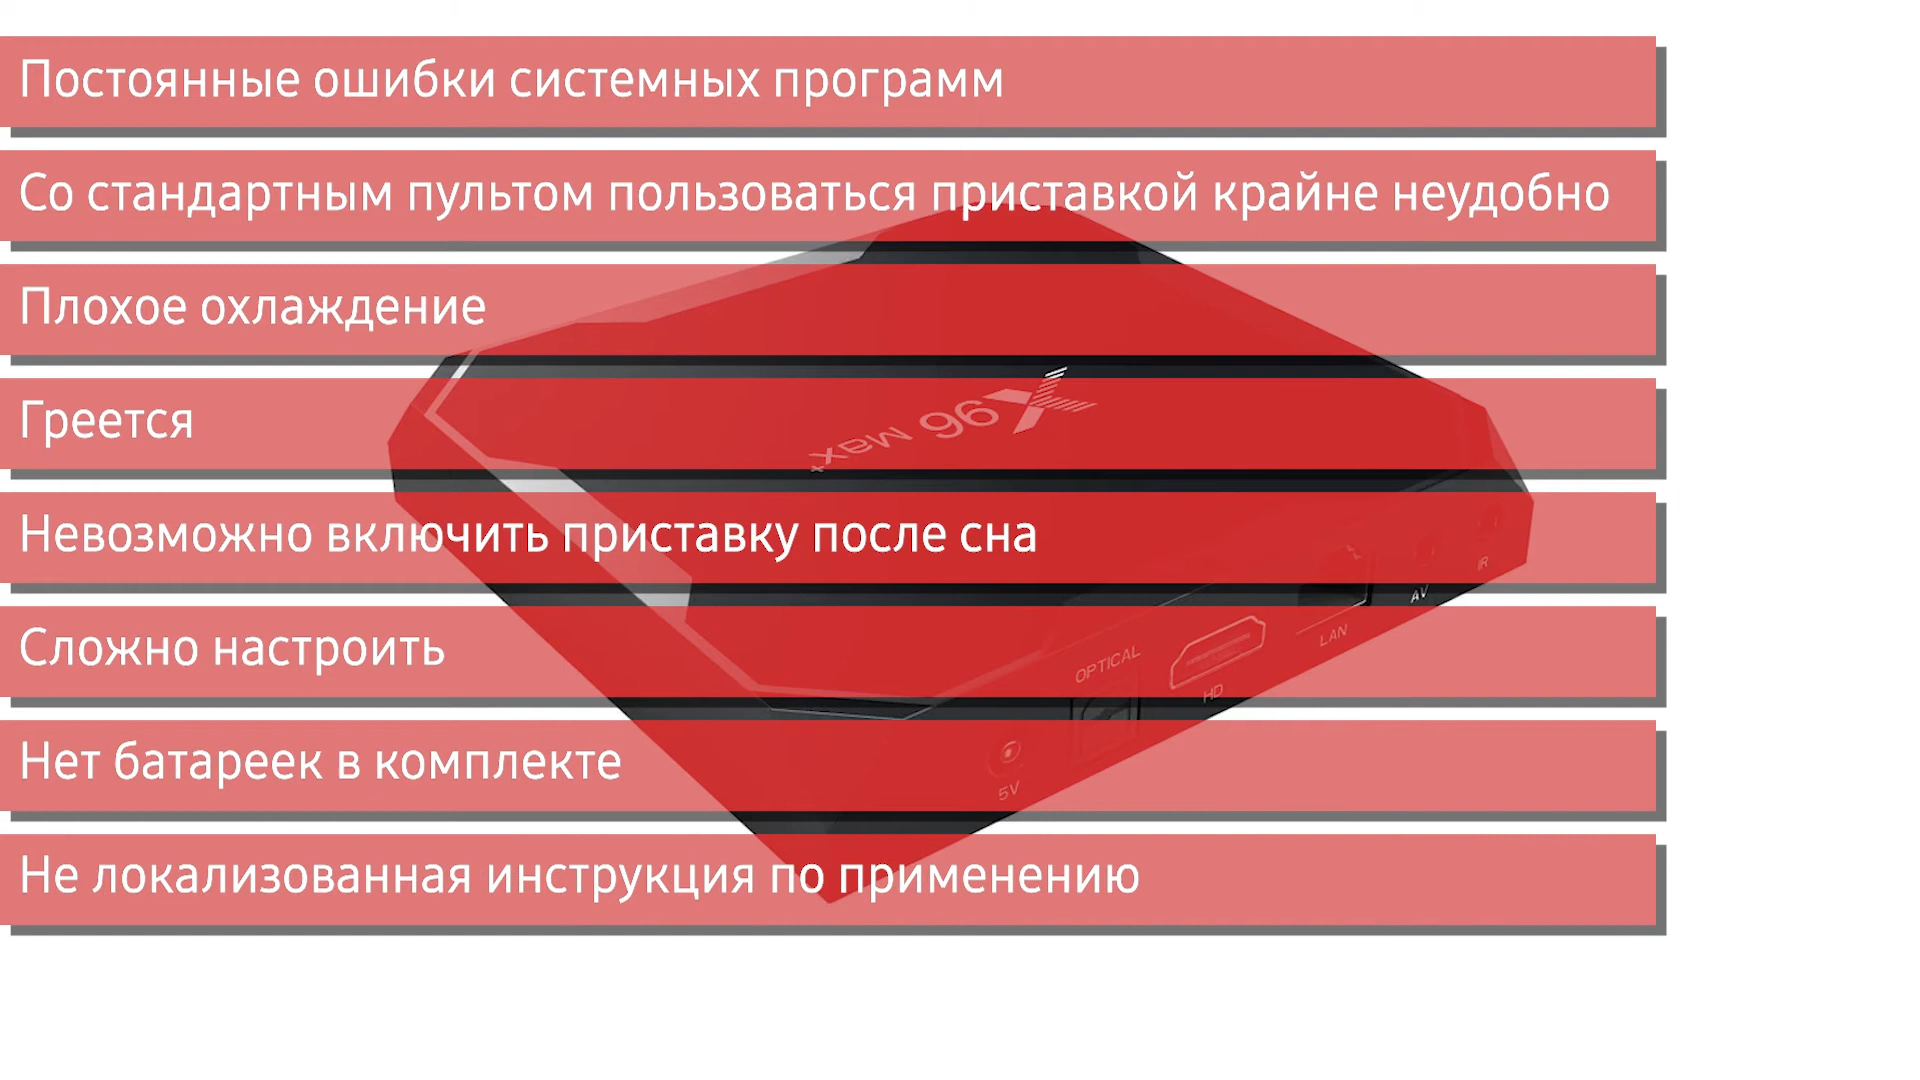 Постоянные ошибки системных программ
Со стандартным пультом пользоваться приставкой крайне неудобно
Плохое охлаждение
Греется
X96 Max+
Невозможно включить приставку после сна
IR
AV
LAN
Сложно настроить
OPTICAL
HD
Нет батареек в комплекте
5V
Не локализованная инструкция по применению